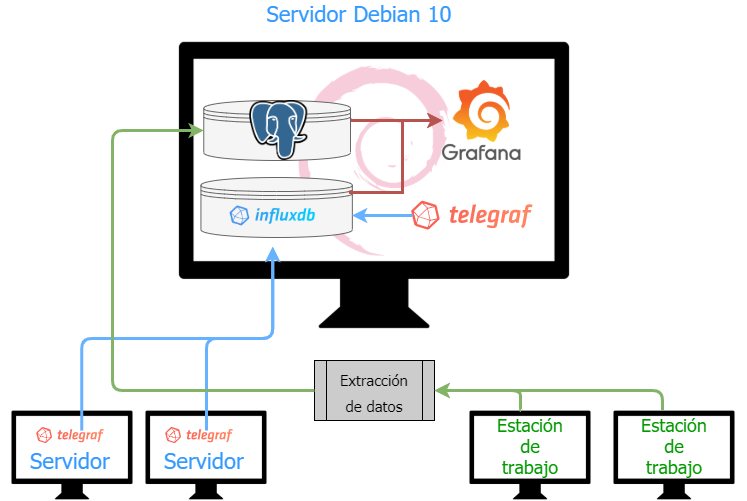 Servidor Debian 10
Grafana
influxdb
telegraf
Extracción
de datos
telegraf
Servidor
telegraf
Servidor
Estación
de
trabajo
Estación
de
trabajo